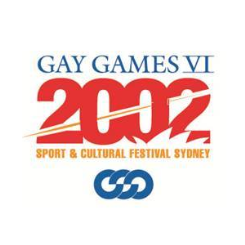 GAY GAMES VI
2002
SPORT & CULTURAL FESTIVAL SYDNEY